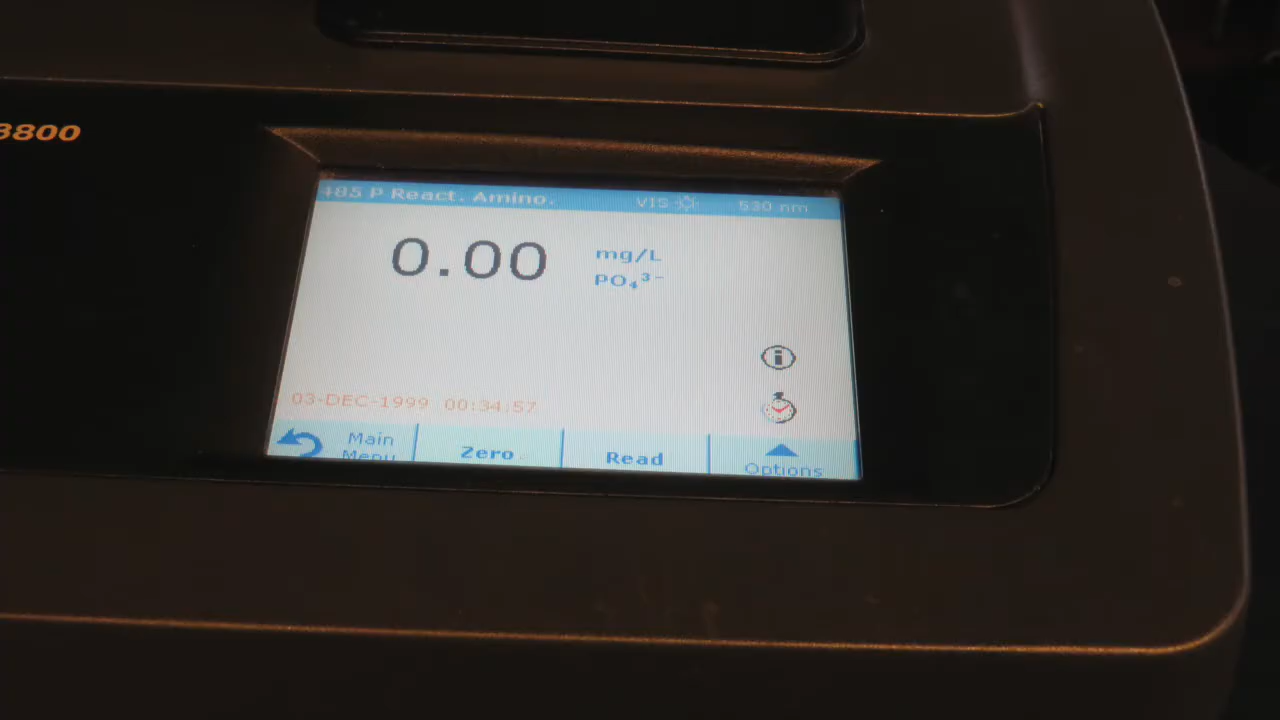 3800
485 P React. Amino. VIS 530 nm
0.00 mg/L
PO₄³⁻
03-DEC-1999 00:34:57
Main Menu Zero Read Options